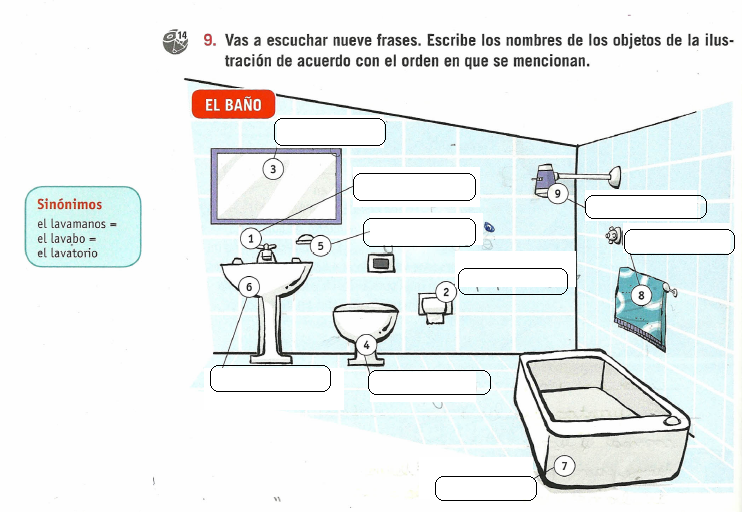 14
9. Vas a escuchar nueve frases. Escribe los nombres de los objetos de la ilus-
tración de acuerdo con el orden en que se mencionan.
EL BAÑO
3
9
Sinónimos
el lavamanos =
el lavabo =
el lavatorio
1
5
6
2
8
4
7